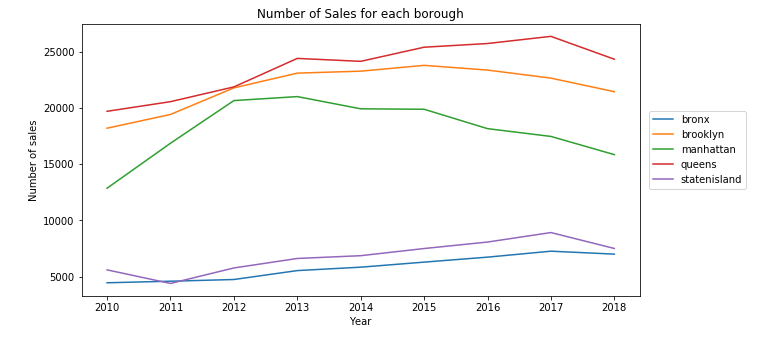 Number of Sales for each borough
25000
20000
15000
10000
5000
Number of sales
2010 2011 2012 2013 2014 2015 2016 2017 2018
Year
bronx
brooklyn
manhattan
queens
statenisland